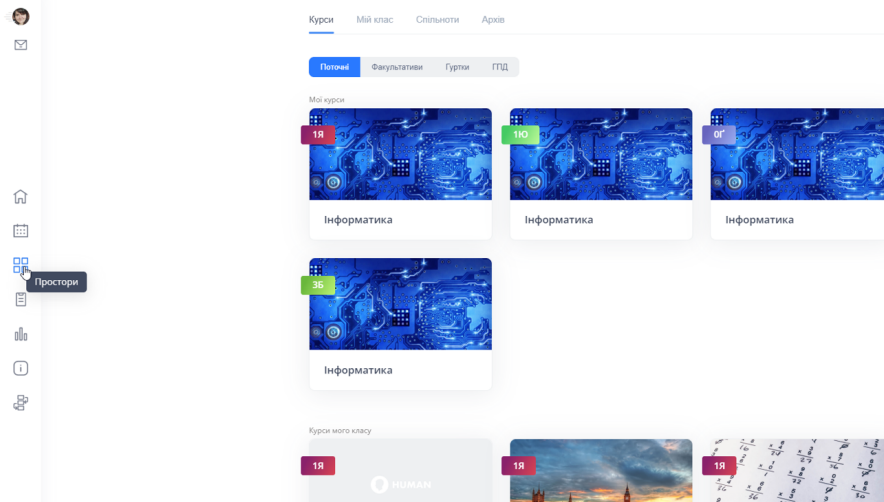 Курси Мій клас Спільноти Архів
Поточні Факультативи Гуртки ГПД
Мої курси
1Я 1Ю 0Ґ
Інформатика Інформатика Інформатика
Простори
3Б
Інформатика
Курси мого класу
1Я 1Я 1Я
HUMAN